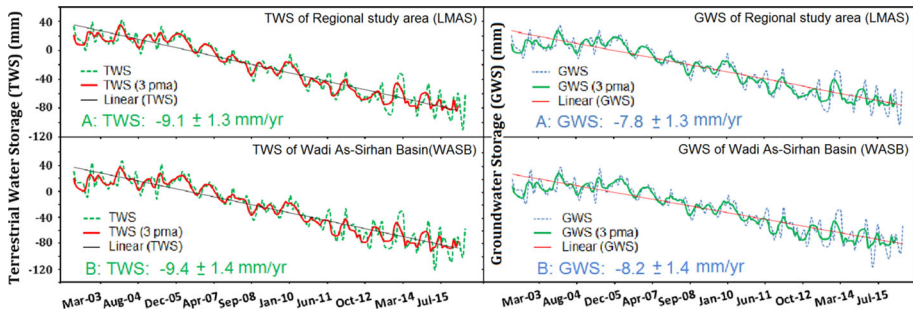 Terrestrial Water Storage (TWS) (mm)
TWS of Regional study area (LMAS)
40
0
-40
-80
-120
TWS
TWS (3 pma)
Linear (TWS)
A: TWS: -9.1 ± 1.3 mm/yr
TWS of Wadi As-Sirhan Basin(WASB)
40
0
-40
-80
-120
TWS
TWS (3 pma)
Linear (TWS)
B: TWS: -9.4 ± 1.4 mm/yr
Mar-03 Aug-04 Dec-05 Apr-07 Sep-08 Jan-10 Jun-11 Oct-12 Mar-14 Jul-15
Groundwater Storage (GWS) (mm)
GWS of Regional study area (LMAS)
GWS
GWS (3 pma)
Linear (GWS)
A: GWS: -7.8 ± 1.3 mm/yr
GWS of Wadi As-Sirhan Basin (WASB)
GWS
GWS (3 pma)
Linear (GWS)
B: GWS: -8.2 ± 1.4 mm/yr
Mar-03 Aug-04 Dec-05 Apr-07 Sep-08 Jan-10 Jun-11 Oct-12 Mar-14 Jul-15